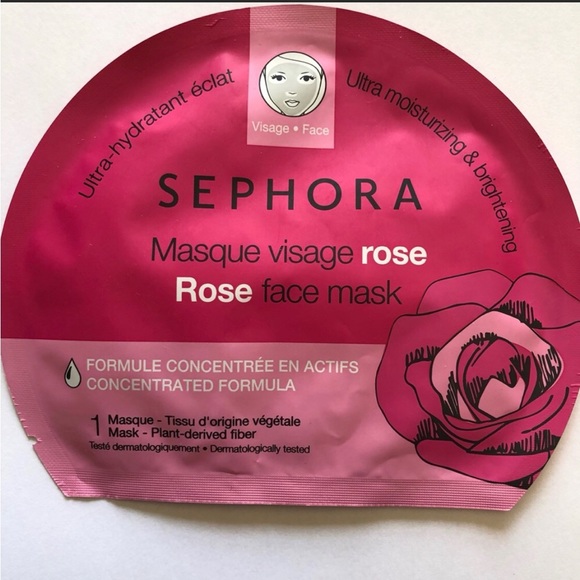 Ultra-hydratant éclat
Visage • Face
Ultra moisturizing & brightening
SEPHORA
Masque visage rose
Rose face mask
FORMULE CONCENTRÉE EN ACTIFS
CONCENTRATED FORMULA
1 Masque - Tissu d'origine végétale
Mask - Plant-derived fiber
Testé dermatologiquement • Dermatologically tested